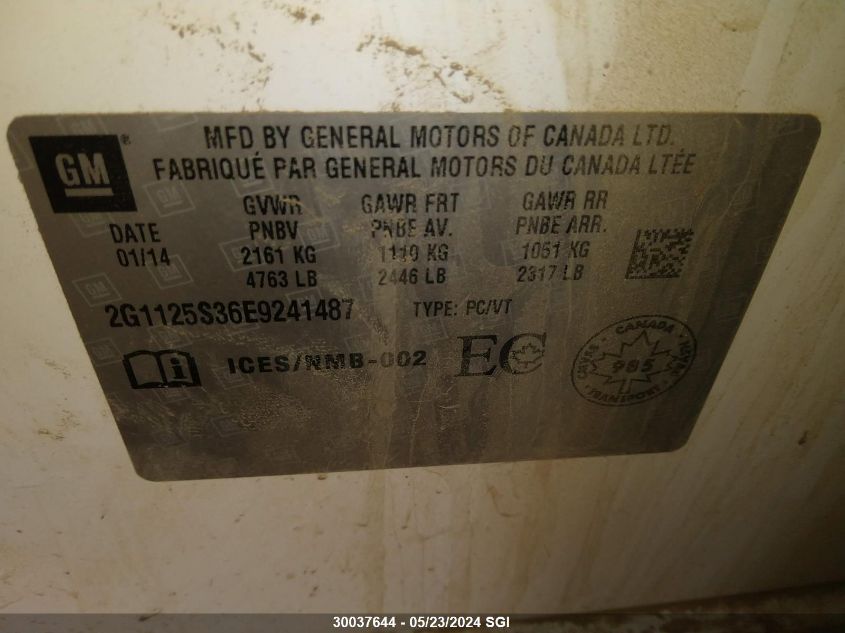 GM ®
MFD BY GENERAL MOTORS OF CANADA LTD.
FABRIQUÉ PAR GENERAL MOTORS DU CANADA LTÉE
GVWR GAWR FRT GAWR RR
DATE PNBV PNBE AV. PNBE ARR.
01/14 2161 KG 1110 KG 1051 KG
4763 LB 2446 LB 2317 LB
2G1125S36E9241487 TYPE: PC/VT
ICES/NMB-002 EC
CANADA
985
TRANSPORT
30037644 - 05/23/2024 SGI